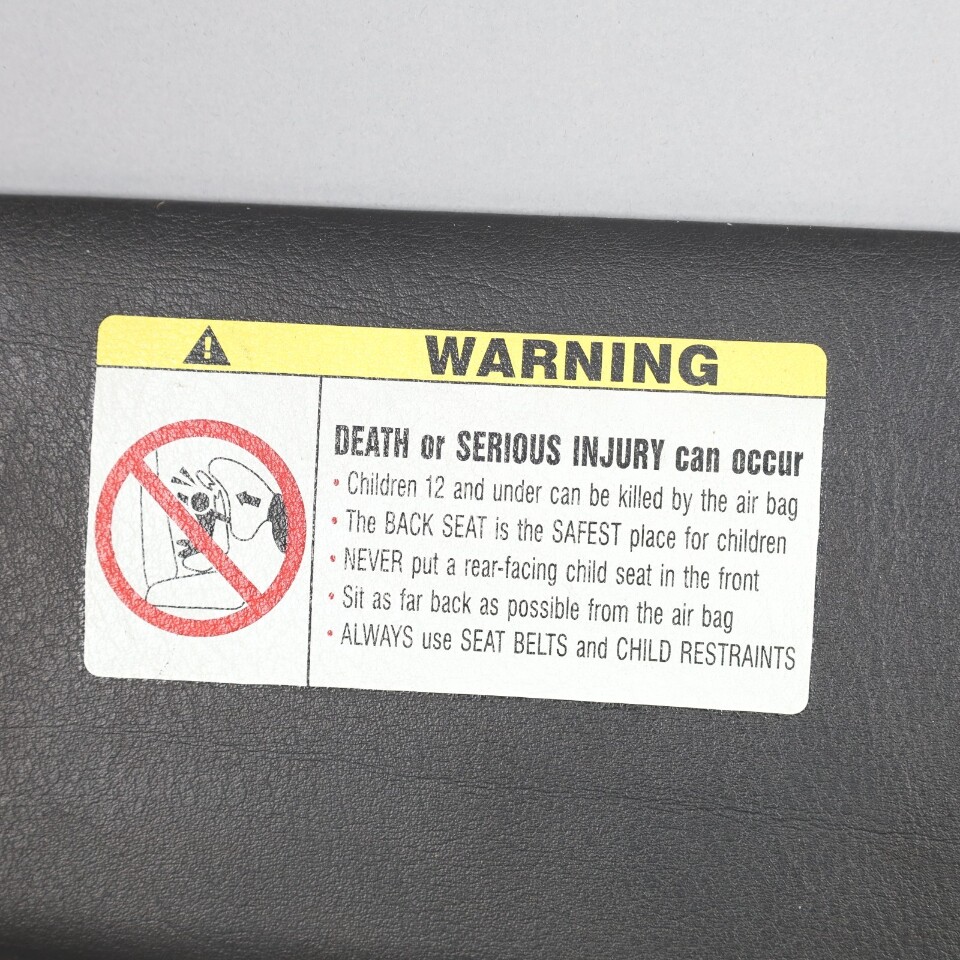 WARNING
DEATH or SERIOUS INJURY can occur
• Children 12 and under can be killed by the air bag
• The BACK SEAT is the SAFEST place for children
• NEVER put a rear-facing child seat in the front
• Sit as far back as possible from the air bag
• ALWAYS use SEAT BELTS and CHILD RESTRAINTS